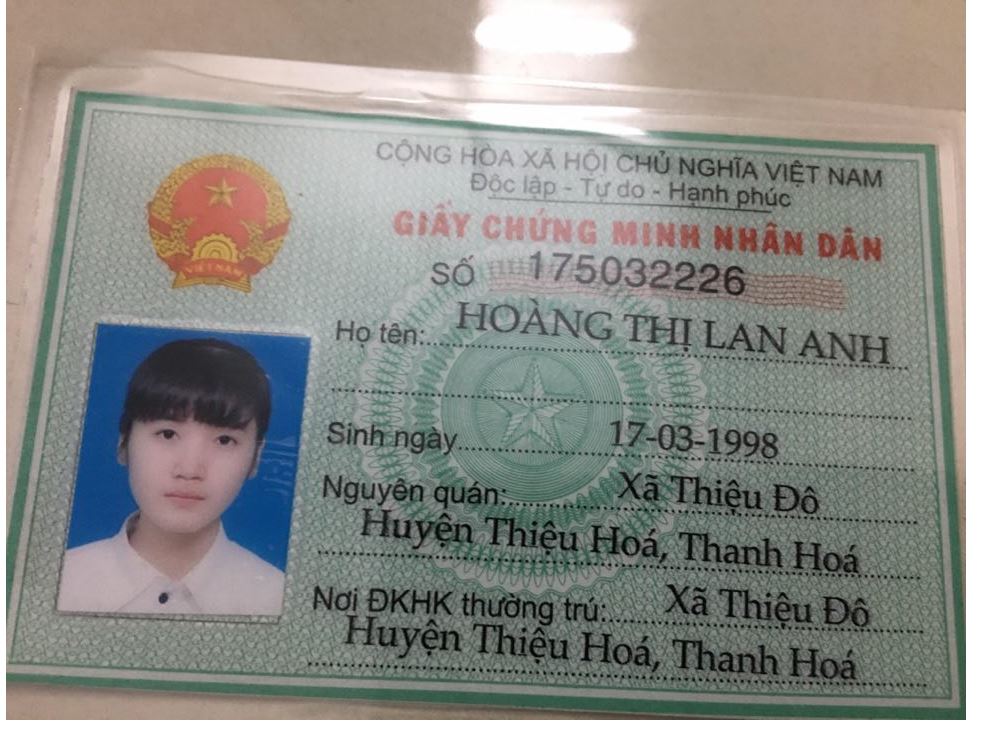 CỘNG HÒA XÃ HỘI CHỦ NGHĨA VIỆT NAM
Độc lập - Tự do - Hạnh phúc
GIẤY CHỨNG MINH NHÂN DÂN
SỐ 175032226
VIỆT NAM
Họ tên: HOÀNG THỊ LAN ANH
Sinh ngày 17-03-1998
Nguyên quán: Xã Thiệu Đô
Huyện Thiệu Hoá, Thanh Hoá
Nơi ĐKHK thường trú: Xã Thiệu Đô
Huyện Thiệu Hoá, Thanh Hoá